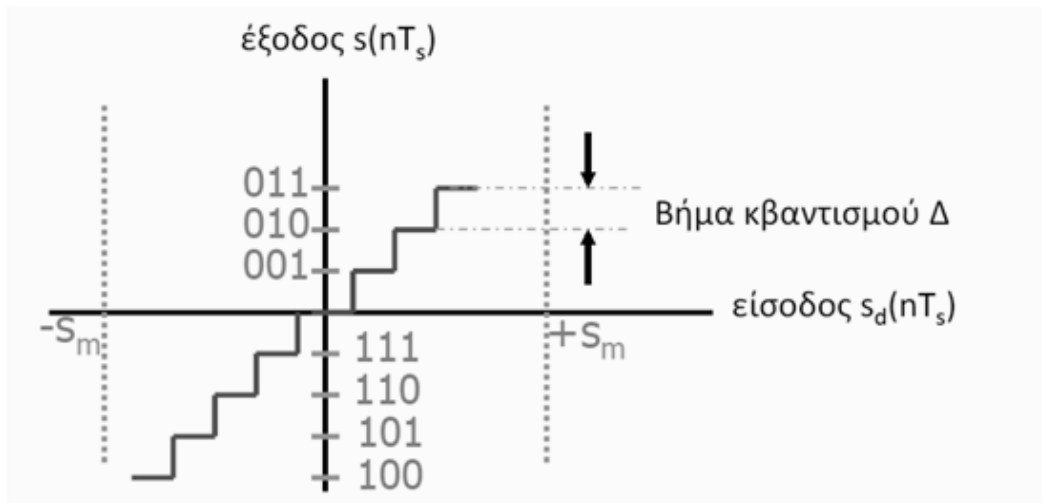 έξοδος s(nTs)
011
010
Βήμα κβαντισμού Δ
001
είσοδος sd(nTs)
-sm
+sm
111
110
101
100